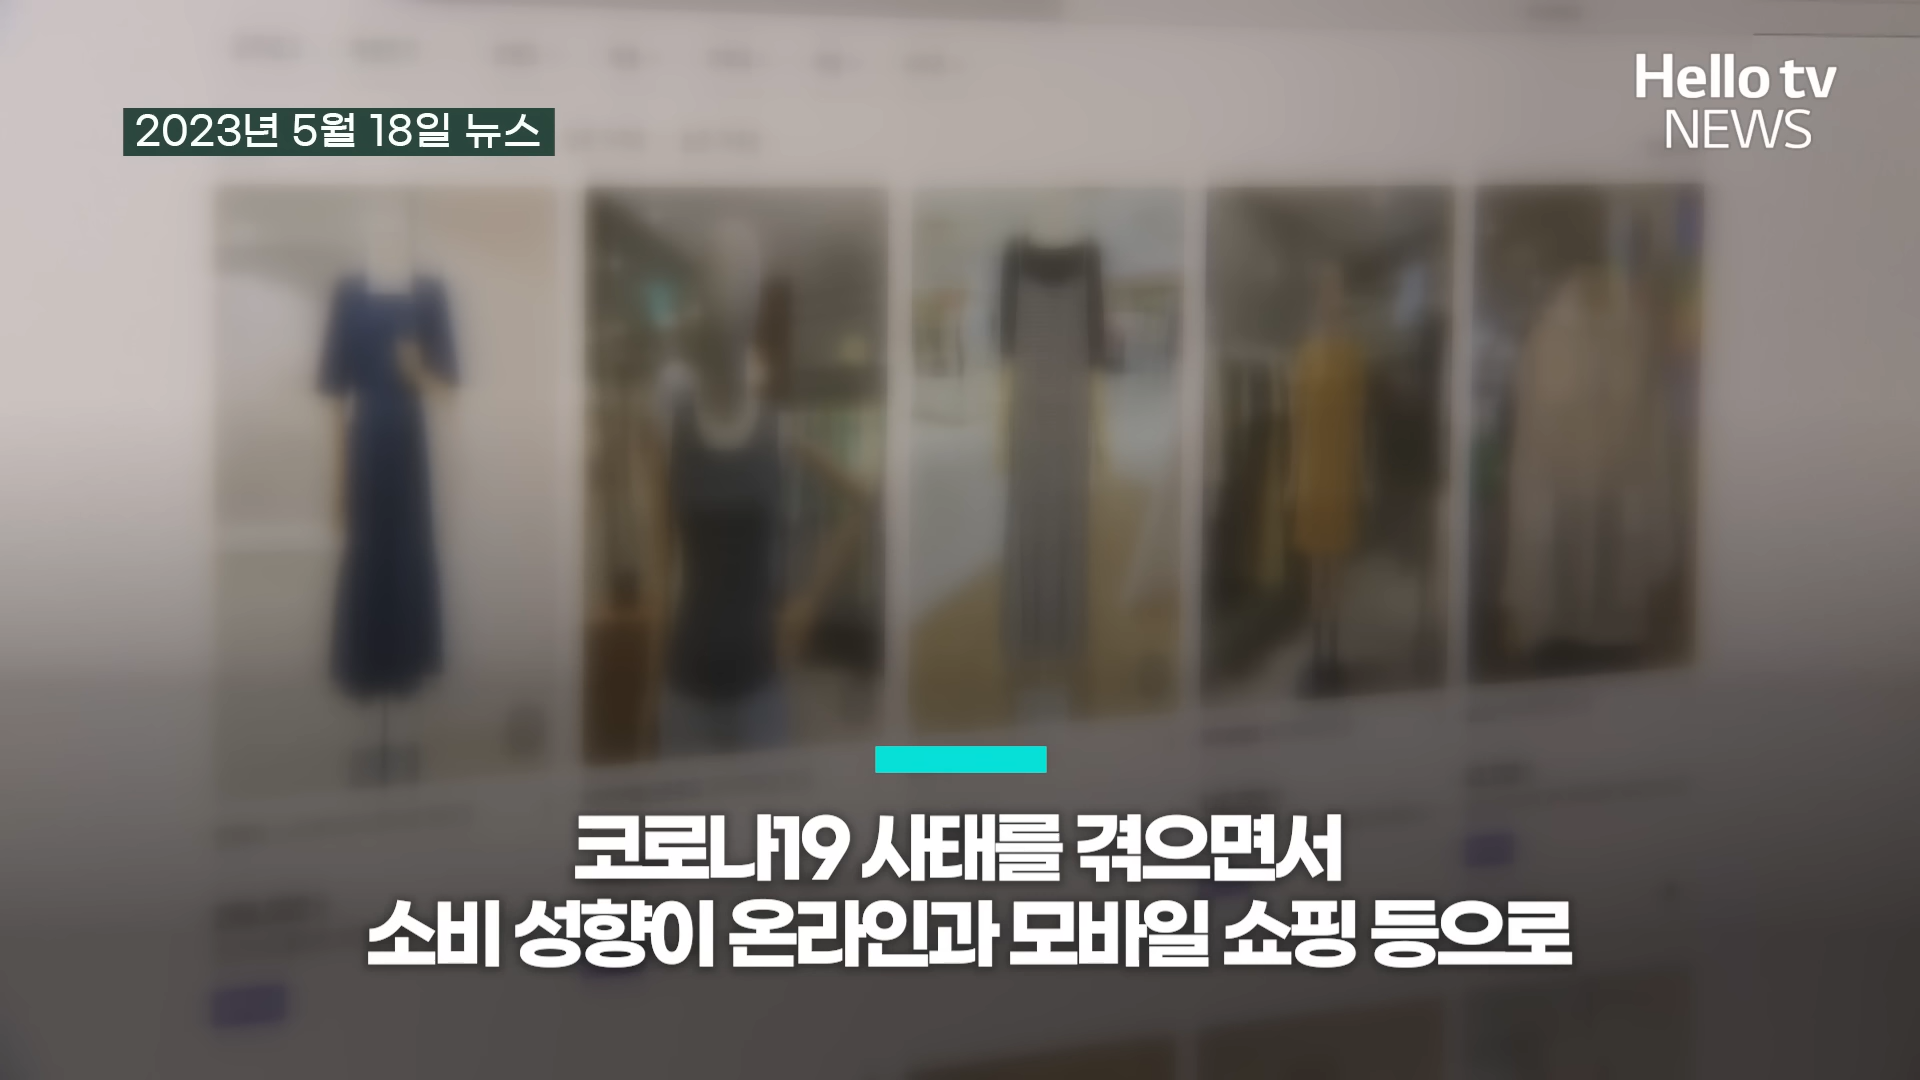 2023년 5월 18일 뉴스
Hello tv
NEWS
코로나19 사태를 겪으면서
소비 성향이 온라인과 모바일 쇼핑 등으로